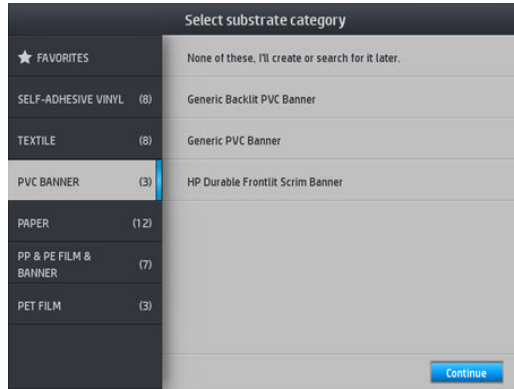 Select substrate category
FAVORITES
None of these, I'll create or search for it later.
SELF-ADHESIVE VINYL (8)
Generic Backlit PVC Banner
TEXTILE (8)
Generic PVC Banner
PVC BANNER (3)
HP Durable Frontlit Scrim Banner
PAPER (12)
PP & PE FILM &
BANNER (7)
PET FILM (3)
Continue